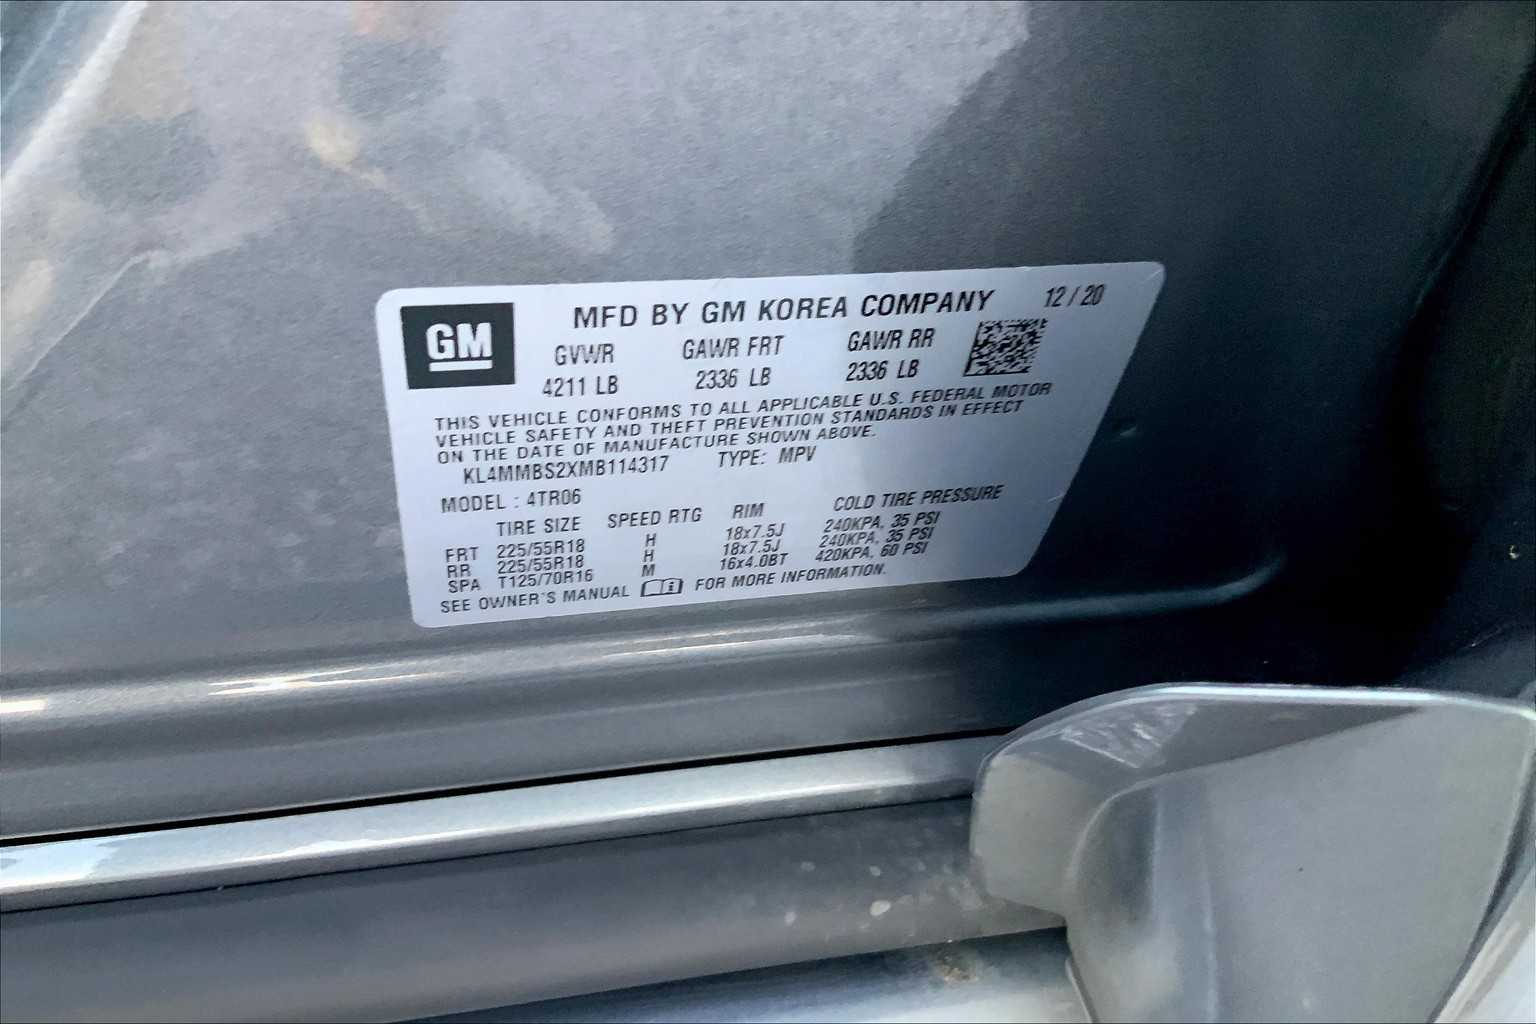 GM
MFD BY GM KOREA COMPANY 12 / 20
GVWR GAWR FRT GAWR RR
4211 LB 2336 LB 2336 LB
THIS VEHICLE CONFORMS TO ALL APPLICABLE U.S. FEDERAL MOTOR
VEHICLE SAFETY AND THEFT PREVENTION STANDARDS IN EFFECT
ON THE DATE OF MANUFACTURE SHOWN ABOVE.
KL4MMBS2XMB114317 TYPE: MPV
MODEL : 4TR06
TIRE SIZE SPEED RTG RIM COLD TIRE PRESSURE
FRT 225/55R18 H 18x7.5J 240KPA, 35 PSI
RR 225/55R18 H 18x7.5J 240KPA, 35 PSI
SPA T125/70R16 M 16x4.0BT 420KPA, 60 PSI
SEE OWNER'S MANUAL i FOR MORE INFORMATION.